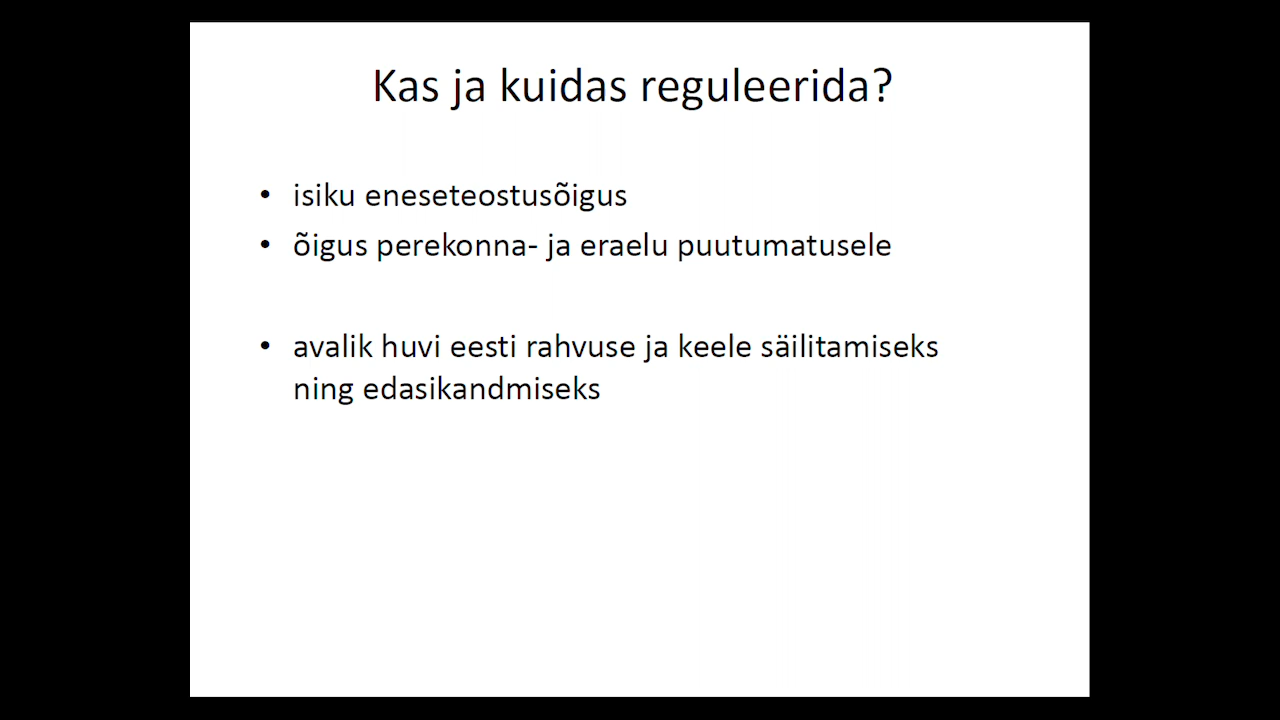 Kas ja kuidas reguleerida?
• isiku eneseteostusõigus
• õigus perekonna- ja eraelu puutumatusele
• avalik huvi eesti rahvuse ja keele säilitamiseks
ning edasikandmiseks